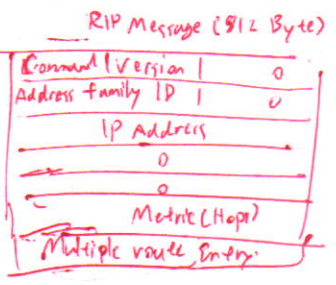 RIP Message (512 Byte)
Command | Version | 0
Address family ID | 0
IP Address
0
0
Metric (Hops)
Multiple route Entry.